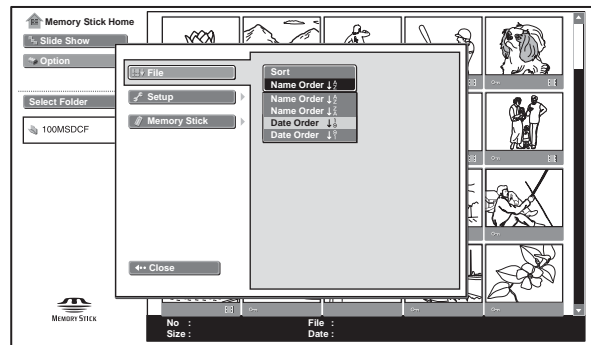 Memory Stick Home
Slide Show
Option
Select Folder
100MSDCF
File
Setup
Memory Stick
Close
Sort
Name Order
Name Order
Name Order
Date Order
Date Order
MEMORY STICK
No :
File :
Size :
Date :